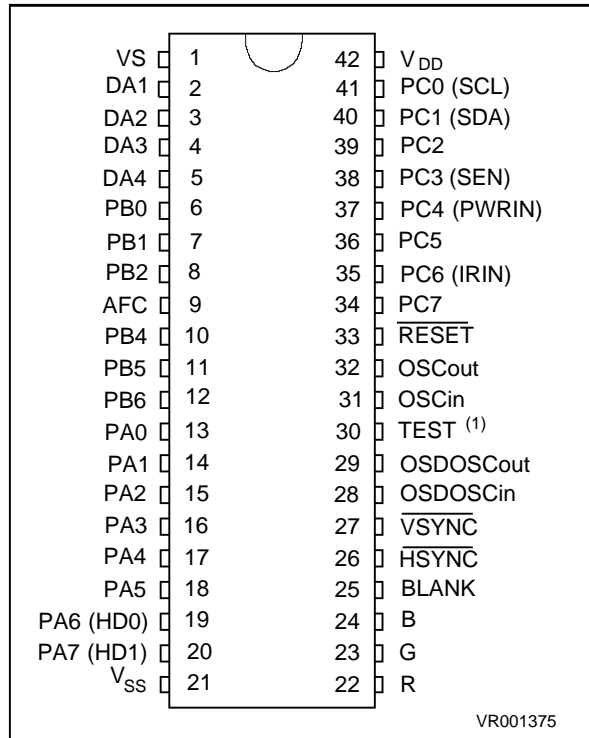 VS 1 42 VDD
DA1 2 41 PC0 (SCL)
DA2 3 40 PC1 (SDA)
DA3 4 39 PC2
DA4 5 38 PC3 (SEN)
PB0 6 37 PC4 (PWRIN)
PB1 7 36 PC5
PB2 8 35 PC6 (IRIN)
AFC 9 34 PC7
PB4 10 33 RESET
PB5 11 32 OSCout
PB6 12 31 OSCin
PA0 13 30 TEST (1)
PA1 14 29 OSDOSCout
PA2 15 28 OSDOSCin
PA3 16 27 VSYNC
PA4 17 26 HSYNC
PA5 18 25 BLANK
PA6 (HD0) 19 24 B
PA7 (HD1) 20 23 G
VSS 21 22 R
VR001375